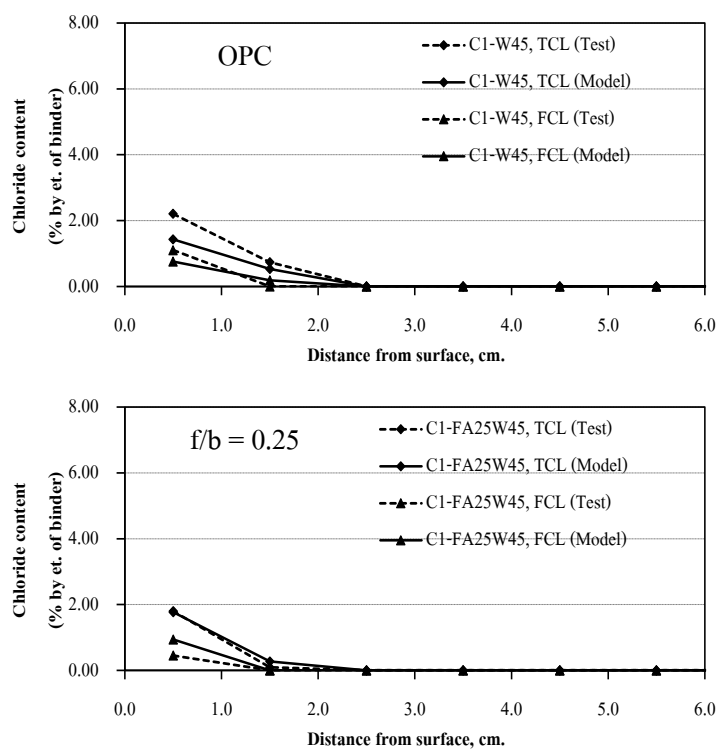 8.00
6.00
4.00
2.00
0.00
Chloride content
(% by et. of binder)
OPC
C1-W45, TCL (Test)
C1-W45, TCL (Model)
C1-W45, FCL (Test)
C1-W45, FCL (Model)
0.0 1.0 2.0 3.0 4.0 5.0 6.0
Distance from surface, cm.
8.00
6.00
4.00
2.00
0.00
Chloride content
(% by et. of binder)
f/b = 0.25
C1-FA25W45, TCL (Test)
C1-FA25W45, TCL (Model)
C1-FA25W45, FCL (Test)
C1-FA25W45, FCL (Model)
0.0 1.0 2.0 3.0 4.0 5.0 6.0
Distance from surface, cm.